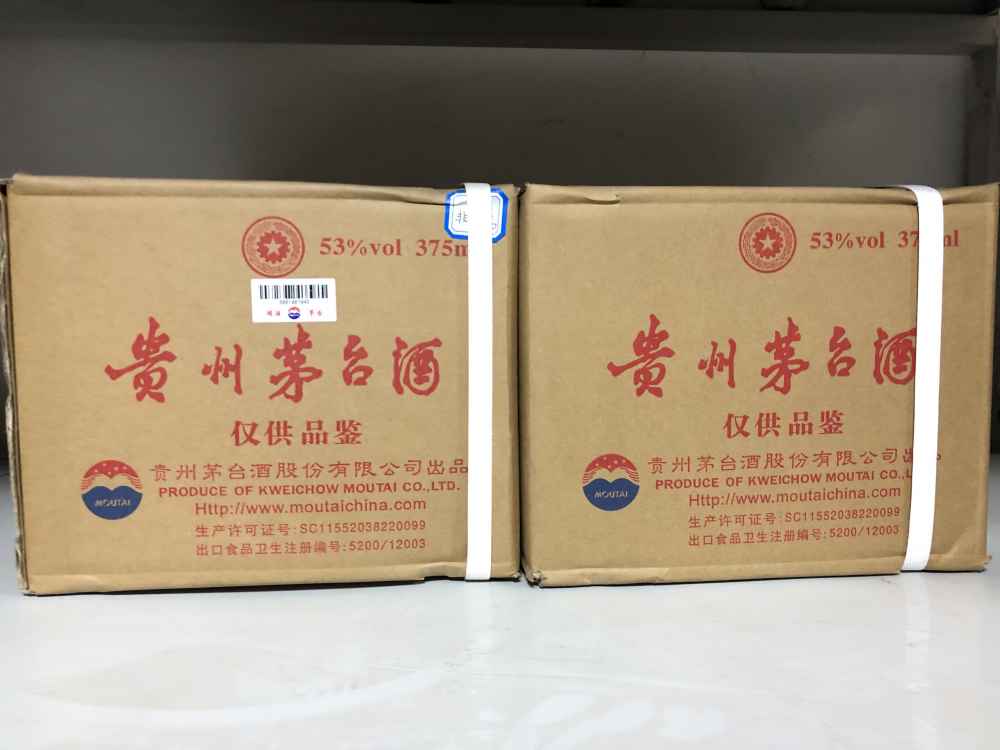 53%vol 375m
贵州茅台酒
仅供品鉴
MOUTAI
贵州茅台酒股份有限公司出品
PRODUCE OF KWEICHOW MOUTAI CO.,LTD.
Http://www.moutaichina.com
生产许可证号:SC11552038220099
出口食品卫生注册编号:5200/12003
非
53%vol 37 ml
贵州茅台酒
仅供品鉴
MOUTAI
贵州茅台酒股份有限公司出
PRODUCE OF KWEICHOW MOUTAI CO.,L
Http://www.moutaichina.com
生产许可证号:SC11552038220099
出口食品卫生注册编号:5200/12003